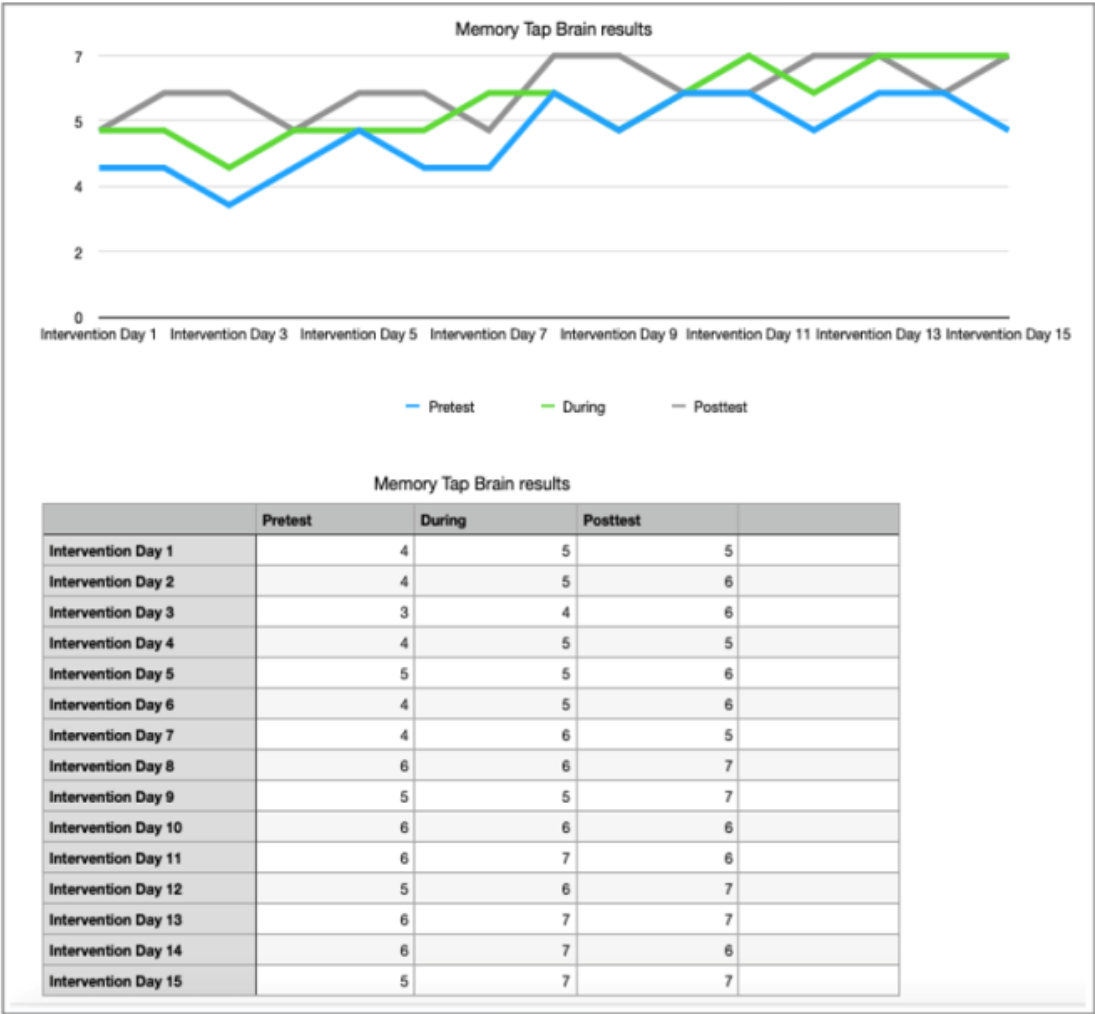 Memory Tap Brain results
7
5
4
2
0
Intervention Day 1 Intervention Day 3 Intervention Day 5 Intervention Day 7 Intervention Day 9 Intervention Day 11 Intervention Day 13 Intervention Day 15
Pretest During Posttest
Memory Tap Brain results
Pretest During Posttest
Intervention Day 1 4 5 5
Intervention Day 2 4 5 6
Intervention Day 3 3 4 6
Intervention Day 4 4 5 5
Intervention Day 5 5 5 6
Intervention Day 6 4 5 6
Intervention Day 7 4 6 5
Intervention Day 8 6 6 7
Intervention Day 9 5 5 7
Intervention Day 10 6 6 6
Intervention Day 11 6 7 6
Intervention Day 12 5 6 7
Intervention Day 13 6 7 7
Intervention Day 14 6 7 6
Intervention Day 15 5 7 7